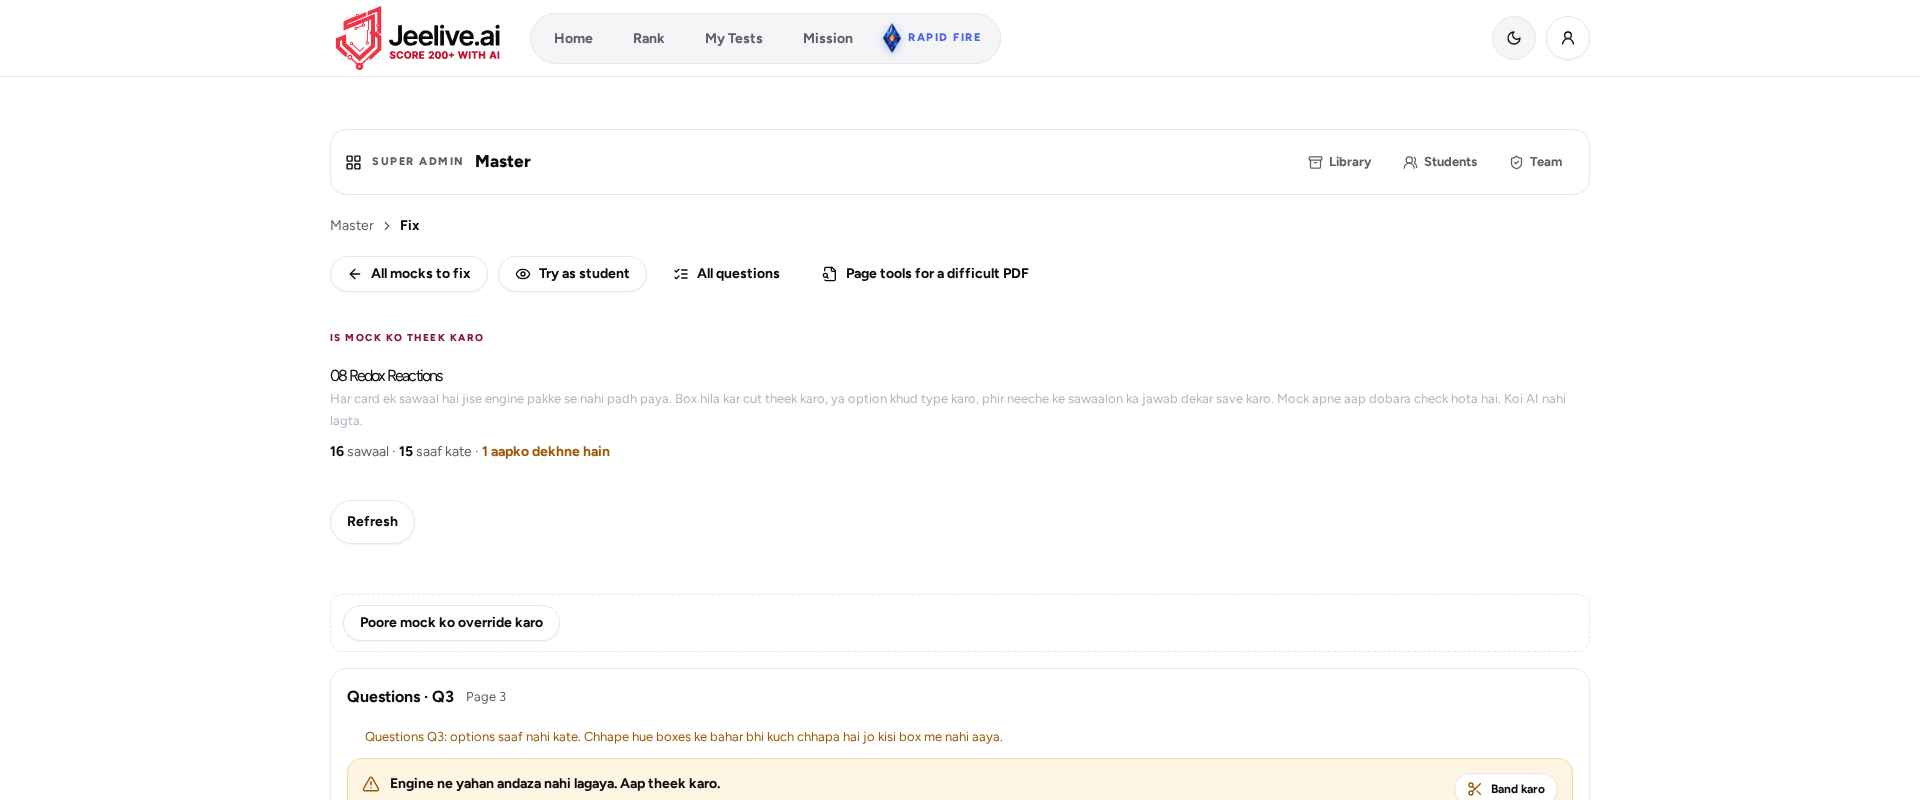 Jeelive.ai
SCORE 200+ WITH AI
Home
Rank
My Tests
Mission
RAPID FIRE
SUPER ADMIN
Master
Library
Students
Team
Master > Fix
All mocks to fix
Try as student
All questions
Page tools for a difficult PDF
IS MOCK KO THEEK KARO
08 Redox Reactions
Har card ek sawaal hai jise engine pakke se nahi padh paya. Box hila kar cut theek karo, ya option khud type karo, phir neeche ke sawaalon ka jawab dekar save karo. Mock apne aap dobara check hota hai. Koi AI nahi
lagta.
16 sawaal · 15 saaf kate · 1 aapko dekhne hain
Refresh
Poore mock ko override karo
Questions · Q3
Page 3
Questions Q3: options saaf nahi kate. Chhape hue boxes ke bahar bhi kuch chhapa hai jo kisi box me nahi aaya.
Engine ne yahan andaza nahi lagaya. Aap theek karo.
Band karo